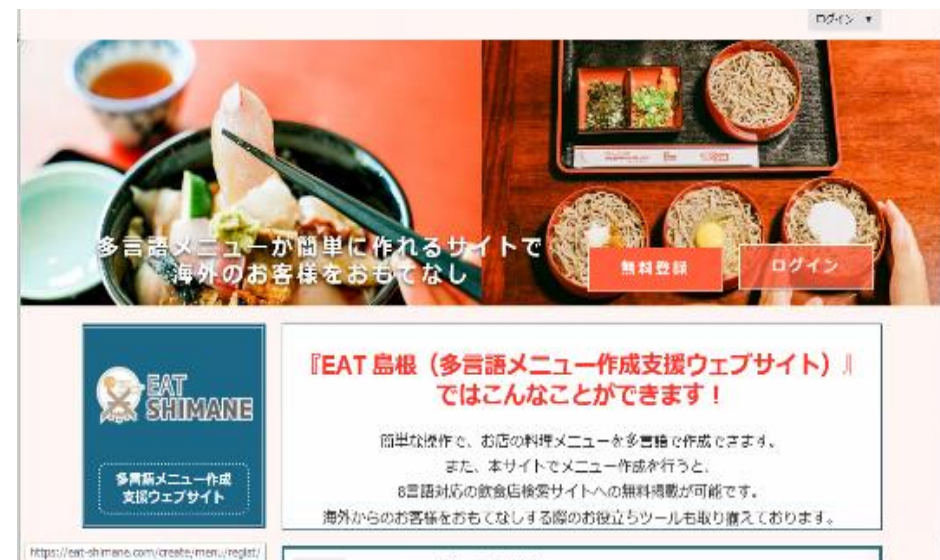 ログイン ▼
多言語メニューが簡単に作れるサイトで
海外のお客様をおもてなし
無料登録
ログイン
EAT
SHIMANE
多言語メニュー作成
支援ウェブサイト
『EAT 島根（多言語メニュー作成支援ウェブサイト）』
ではこんなことができます！
簡単な操作で、お店の料理メニューを多言語で作成できます。
また、本サイトでメニュー作成を行うと、
8言語対応の飲食店検索サイトへの無料掲載が可能です。
海外からのお客様をおもてなしする際のお役立ちツールも取り揃えております。
https://eat-shimane.com/create/menu/regist/